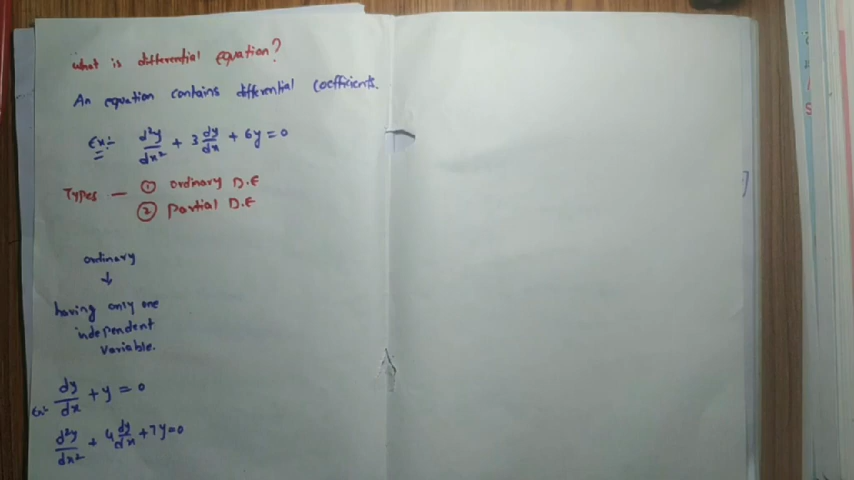 What is differential equation?
An equation contains differential coefficients.
Ex:- d²y/dx² + 3 dy/dx + 6y = 0
Types — ① ordinary D.E
② Partial D.E
ordinary
↓
having only one
independent
variable.
Ex:- dy/dx + y = 0
d²y/dx² + 4 dy/dx + 7y = 0